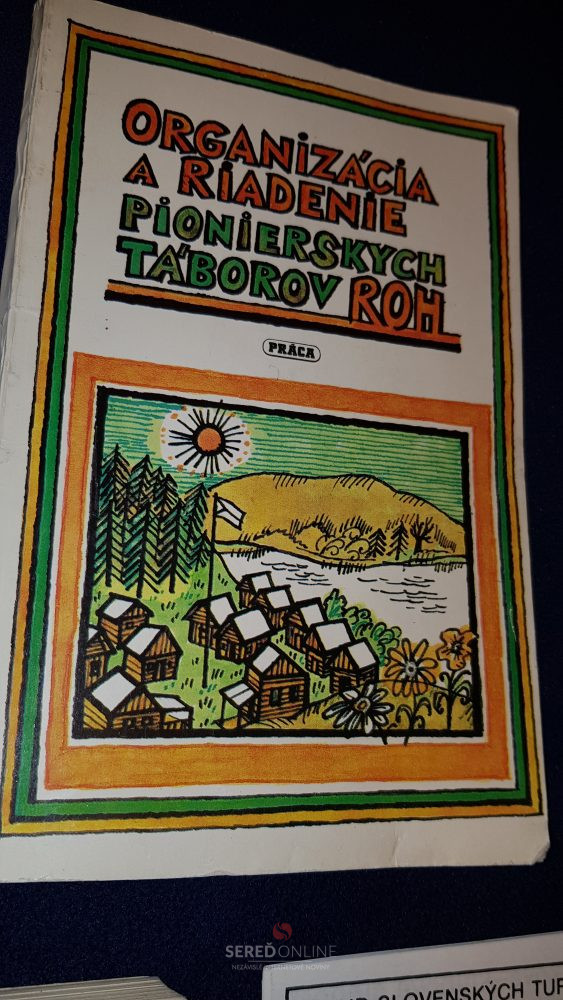 ORGANIZÁCIA
A RIADENIE
PIONIERSKYCH
TÁBOROV ROH
PRÁCA
SEREĎONLINE
SLOVENSKÝCH TUR